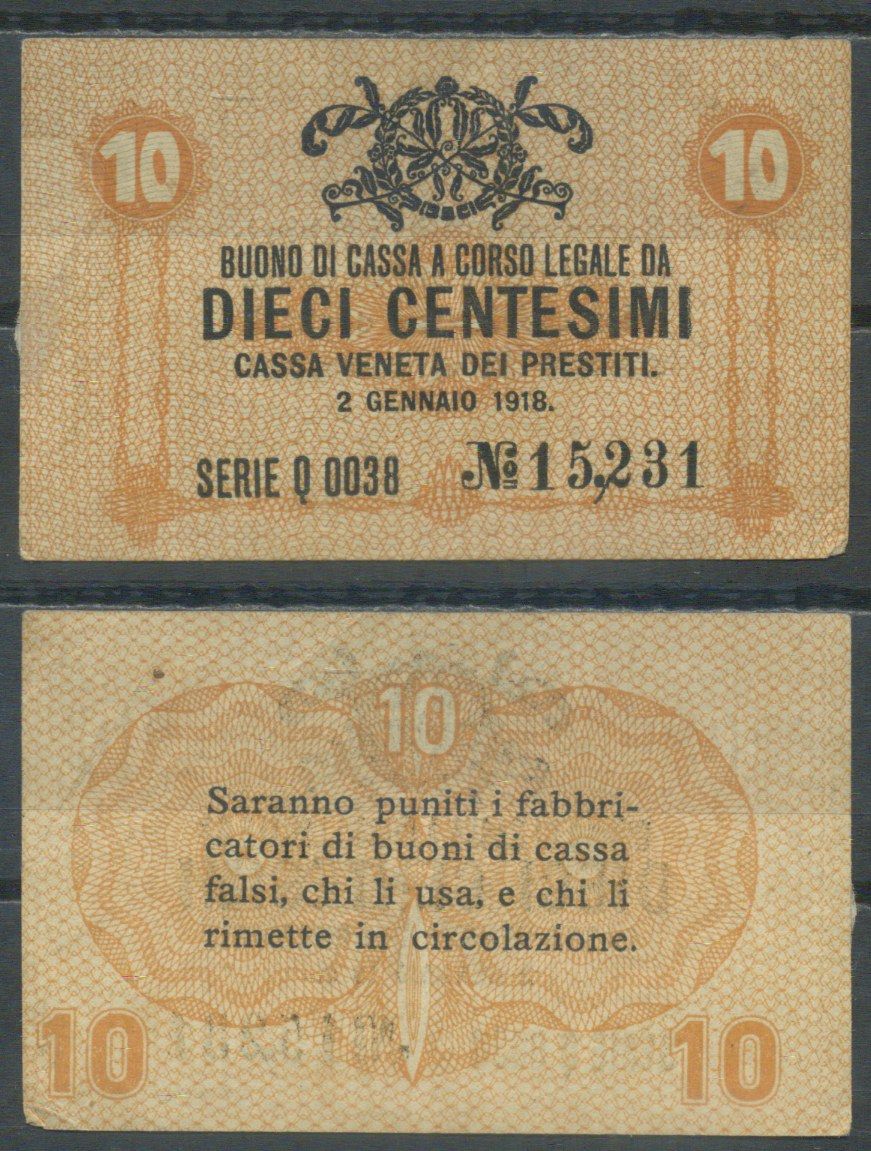 10 10
BUONO DI CASSA A CORSO LEGALE DA
DIECI CENTESIMI
CASSA VENETA DEI PRESTITI.
2 GENNAIO 1918.
SERIE Q 0038 No 15,231
10
Saranno puniti i fabbri-
catori di buoni di cassa
falsi, chi li usa, e chi li
rimette in circolazione.
10 10